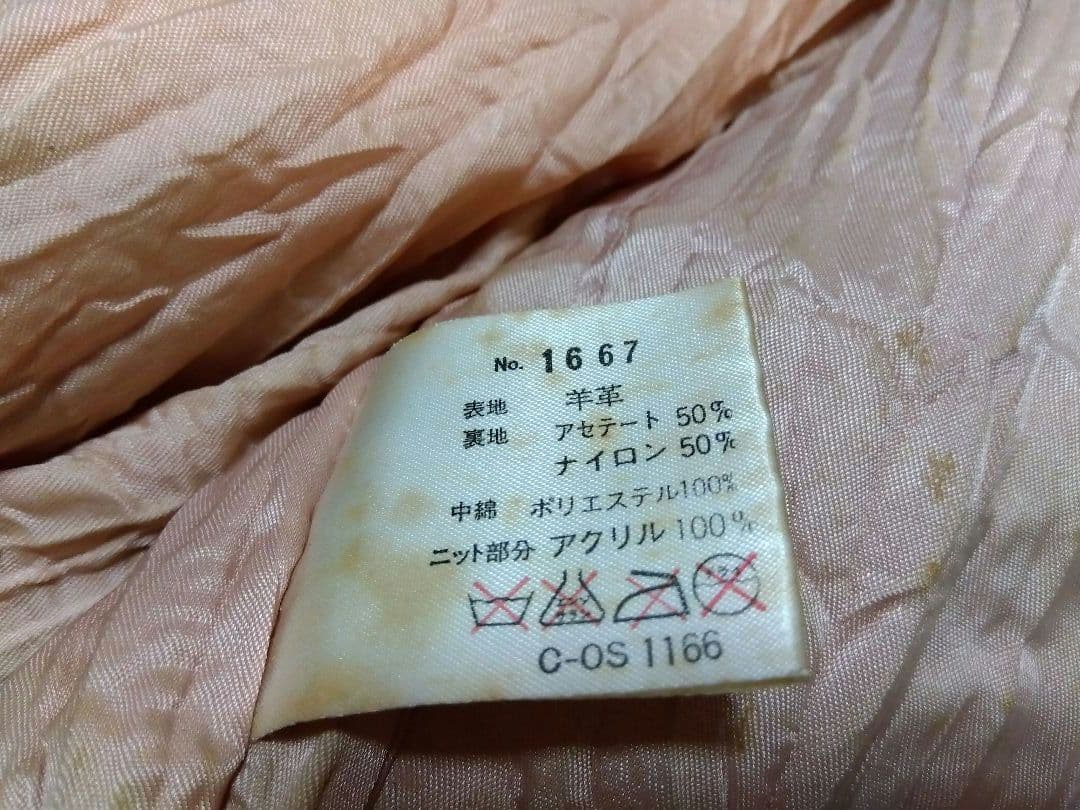 No. 1667
表地 羊革
裏地 アセテート 50%
ナイロン 50%
中綿 ポリエステル100%
ニット部分 アクリル 100%
C-OS 1166